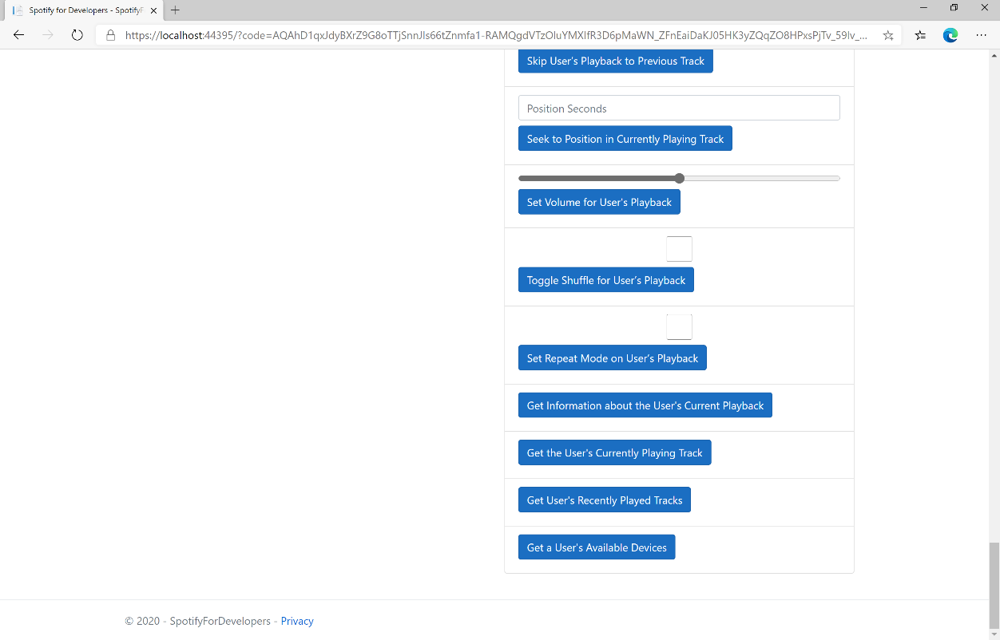 Spotify for Developers - Spotify
https://localhost:44395/?code=AQAhD1qxJdyBXrZ9G8oTTjSnnJIs66tZnmfa1-RAMQgdVTzOluYMXIfR3D6pMaWN_ZFnEaiDaKJ05HK3yZQqZO8HPxsPjTv_59Iv_...
Skip User's Playback to Previous Track
Position Seconds
Seek to Position in Currently Playing Track
Set Volume for User's Playback
Toggle Shuffle for User's Playback
Set Repeat Mode on User's Playback
Get Information about the User's Current Playback
Get the User's Currently Playing Track
Get User's Recently Played Tracks
Get a User's Available Devices
© 2020 - SpotifyForDevelopers - Privacy